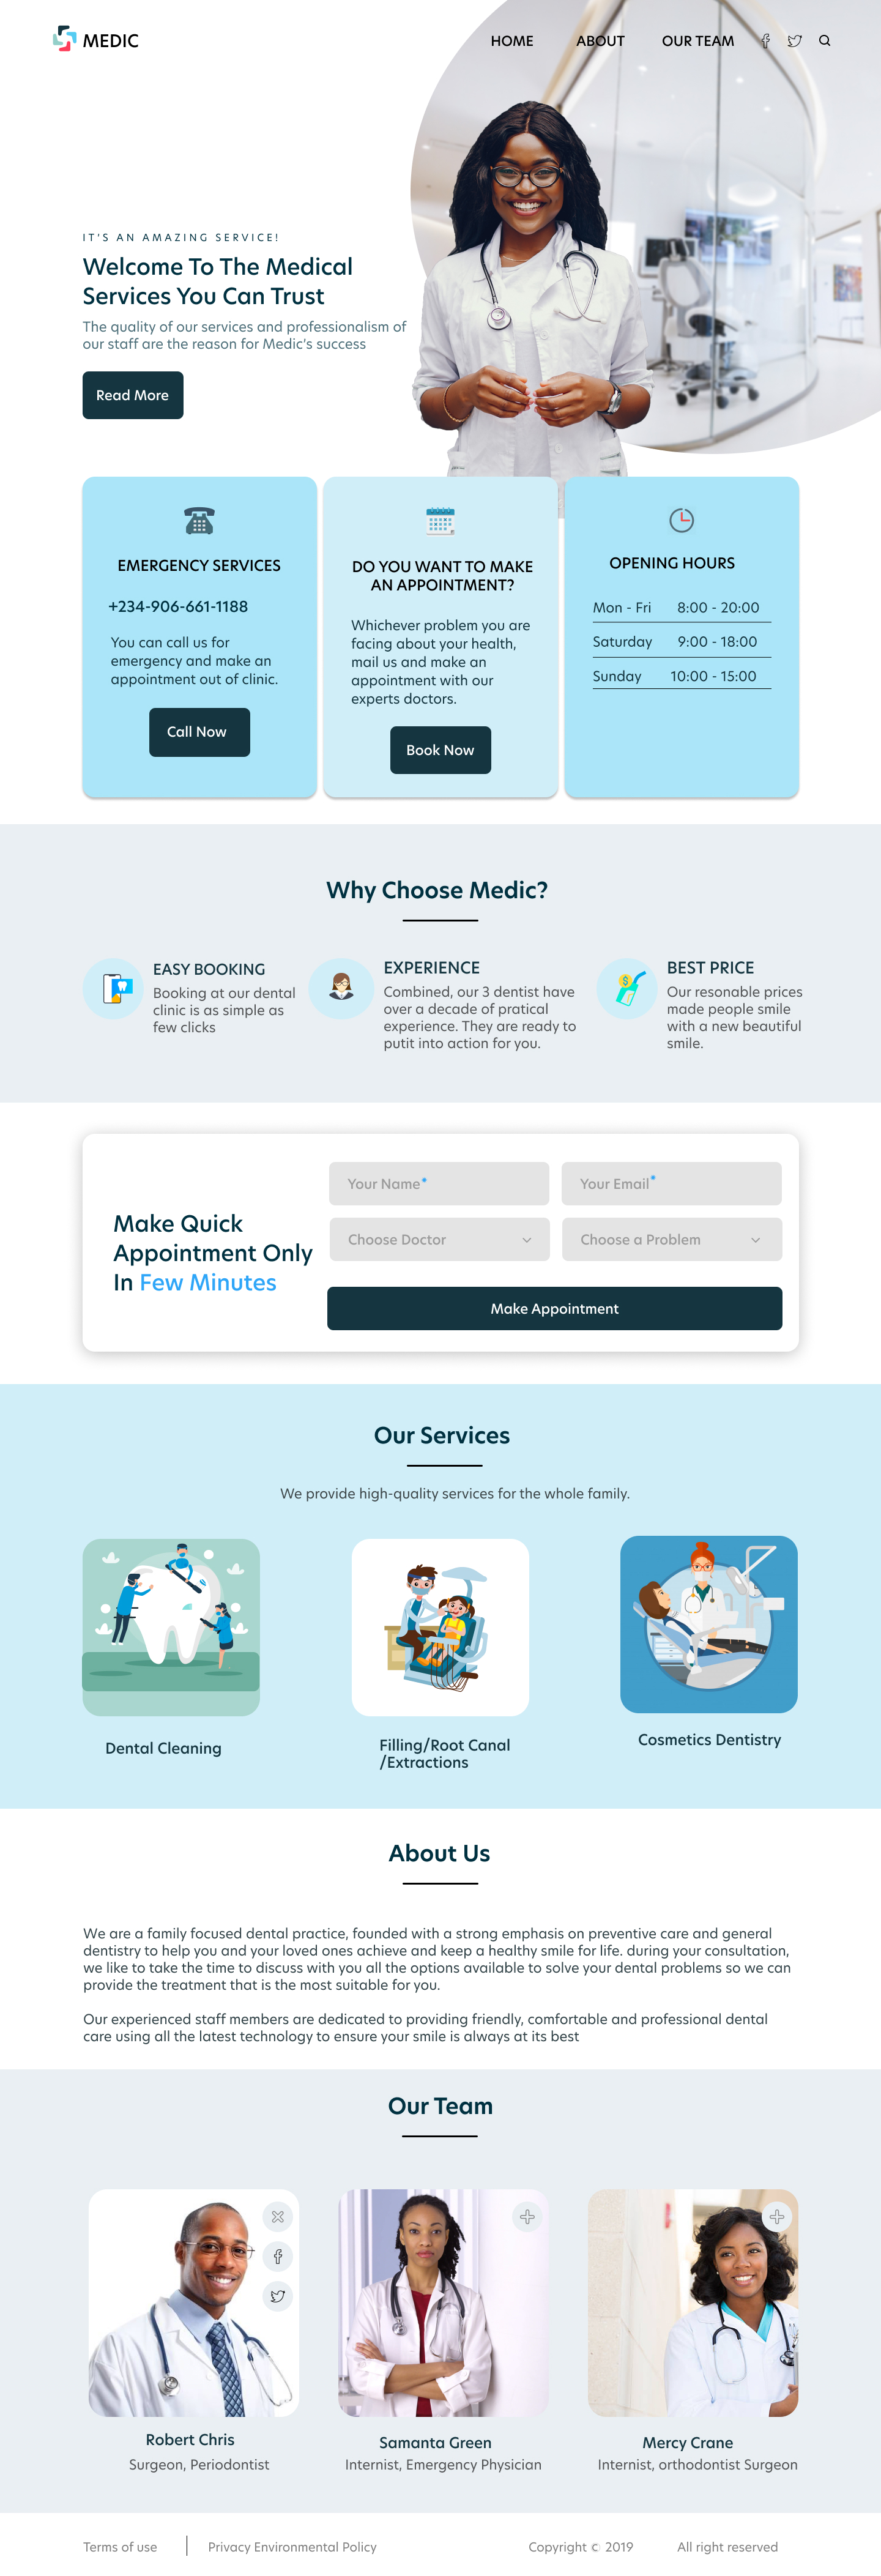 MEDIC
HOME ABOUT OUR TEAM
IT'S AN AMAZING SERVICE!
Welcome To The Medical
Services You Can Trust
The quality of our services and professionalism of
our staff are the reason for Medic's success
Read More
EMERGENCY SERVICES
+234-906-661-1188
You can call us for
emergency and make an
appointment out of clinic.
Call Now
DO YOU WANT TO MAKE
AN APPOINTMENT?
Whichever problem you are
facing about your health,
mail us and make an
appointment with our
experts doctors.
Book Now
OPENING HOURS
Mon - Fri 8:00 - 20:00
Saturday 9:00 - 18:00
Sunday 10:00 - 15:00
Why Choose Medic?
EASY BOOKING
Booking at our dental
clinic is as simple as
few clicks
EXPERIENCE
Combined, our 3 dentist have
over a decade of pratical
experience. They are ready to
putit into action for you.
BEST PRICE
Our resonable prices
made people smile
with a new beautiful
smile.
Make Quick
Appointment Only
In Few Minutes
Your Name*
Your Email*
Choose Doctor
Choose a Problem
Make Appointment
Our Services
We provide high-quality services for the whole family.
Dental Cleaning
Filling/Root Canal
/Extractions
Cosmetics Dentistry
About Us
We are a family focused dental practice, founded with a strong emphasis on preventive care and general
dentistry to help you and your loved ones achieve and keep a healthy smile for life. during your consultation,
we like to take the time to discuss with you all the options available to solve your dental problems so we can
provide the treatment that is the most suitable for you.
Our experienced staff members are dedicated to providing friendly, comfortable and professional dental
care using all the latest technology to ensure your smile is always at its best
Our Team
Robert Chris
Surgeon, Periodontist
Samanta Green
Internist, Emergency Physician
Mercy Crane
Internist, orthodontist Surgeon
Terms of use | Privacy Environmental Policy
Copyright © 2019 All right reserved